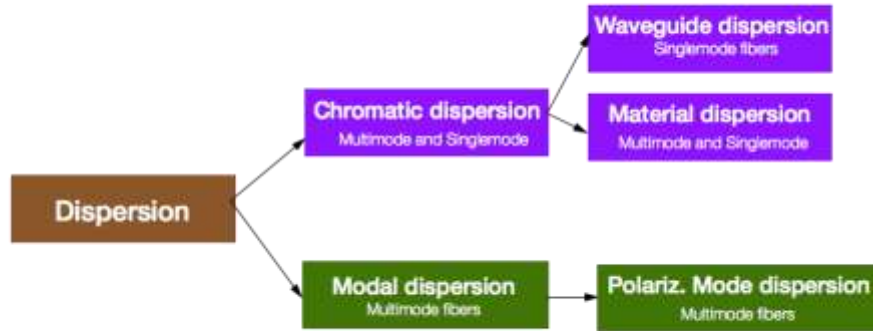 Waveguide dispersion
Singlemode fibers
Chromatic dispersion
Multimode and Singlemode
Material dispersion
Multimode and Singlemode
Dispersion
Modal dispersion
Multimode fibers
Polariz. Mode dispersion
Multimode fibers